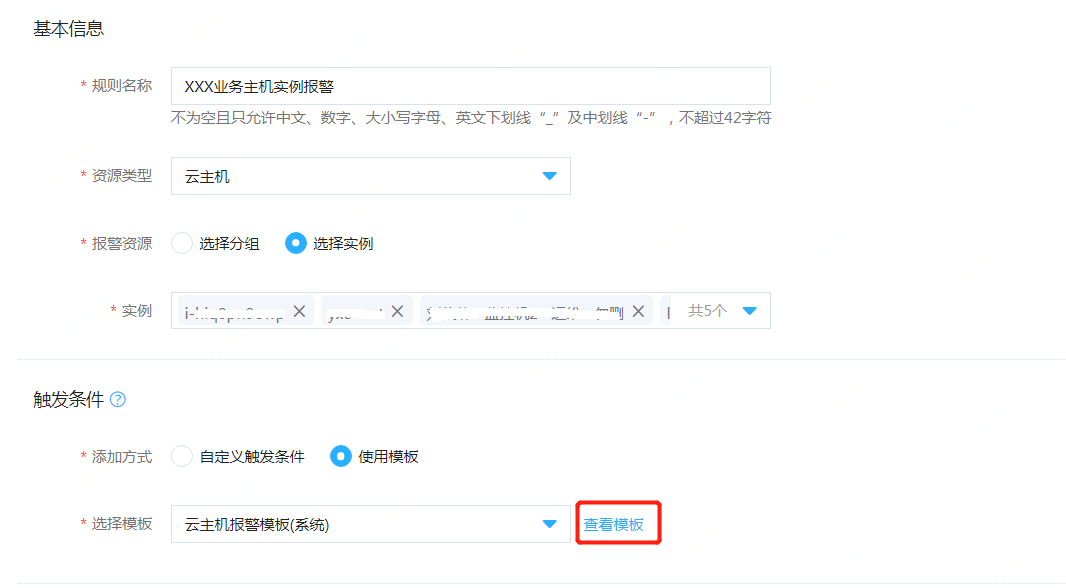 基本信息
* 规则名称 XXX业务主机实例报警
不为空且只允许中文、数字、大小写字母、英文下划线“_”及中划线“-”，不超过42字符
* 资源类型 云主机
* 报警资源 选择分组 选择实例
* 实例 共5个
触发条件 ?
* 添加方式 自定义触发条件 使用模板
* 选择模板 云主机报警模板(系统) 查看模板